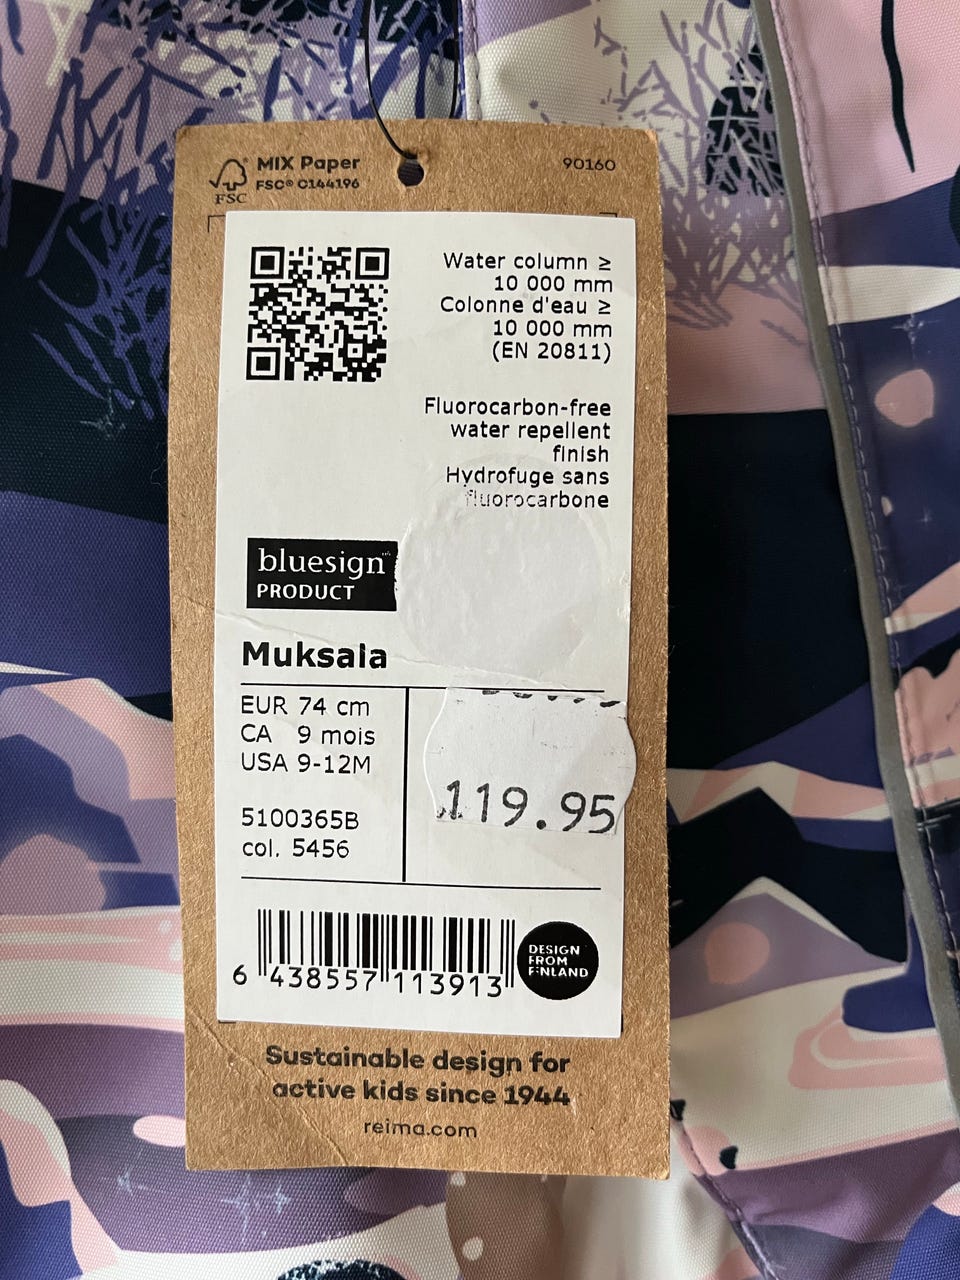 MIX Paper
FSC® C144196
FSC
90160
Water column ≥
10 000 mm
Colonne d'eau ≥
10 000 mm
(EN 20811)
Fluorocarbon-free
water repellent
finish
Hydrofuge sans
fluorocarbone
bluesign
PRODUCT
Muksala
EUR 74 cm
CA 9 mois
USA 9-12M
5100365B
col. 5456
119.95
6 438557 113913
DESIGN
FROM
FINLAND
Sustainable design for
active kids since 1944
reima.com